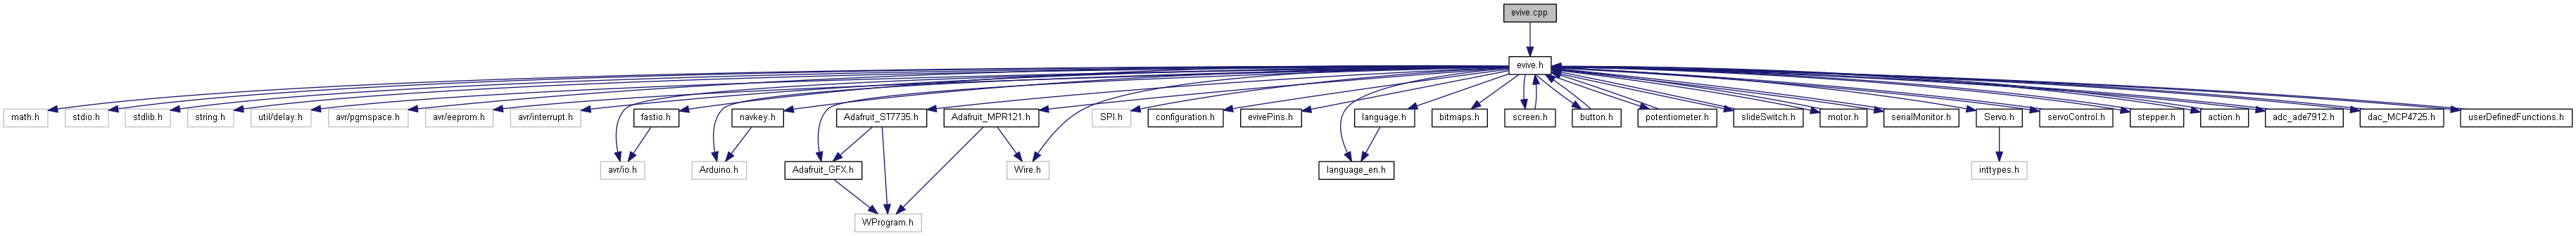 evive.cpp
evive.h
math.h
stdio.h
stdlib.h
string.h
util/delay.h
avr/pgmspace.h
avr/eeprom.h
avr/interrupt.h
fastio.h
navkey.h
Adafruit_ST7735.h
Adafruit_MPR121.h
SPI.h
configuration.h
evivePins.h
language.h
bitmaps.h
screen.h
button.h
potentiometer.h
slideSwitch.h
motor.h
serialMonitor.h
Servo.h
servoControl.h
stepper.h
action.h
adc_ade7912.h
dac_MCP4725.h
userDefinedFunctions.h
avr/io.h
Arduino.h
Adafruit_GFX.h
Wire.h
language_en.h
inttypes.h
WProgram.h